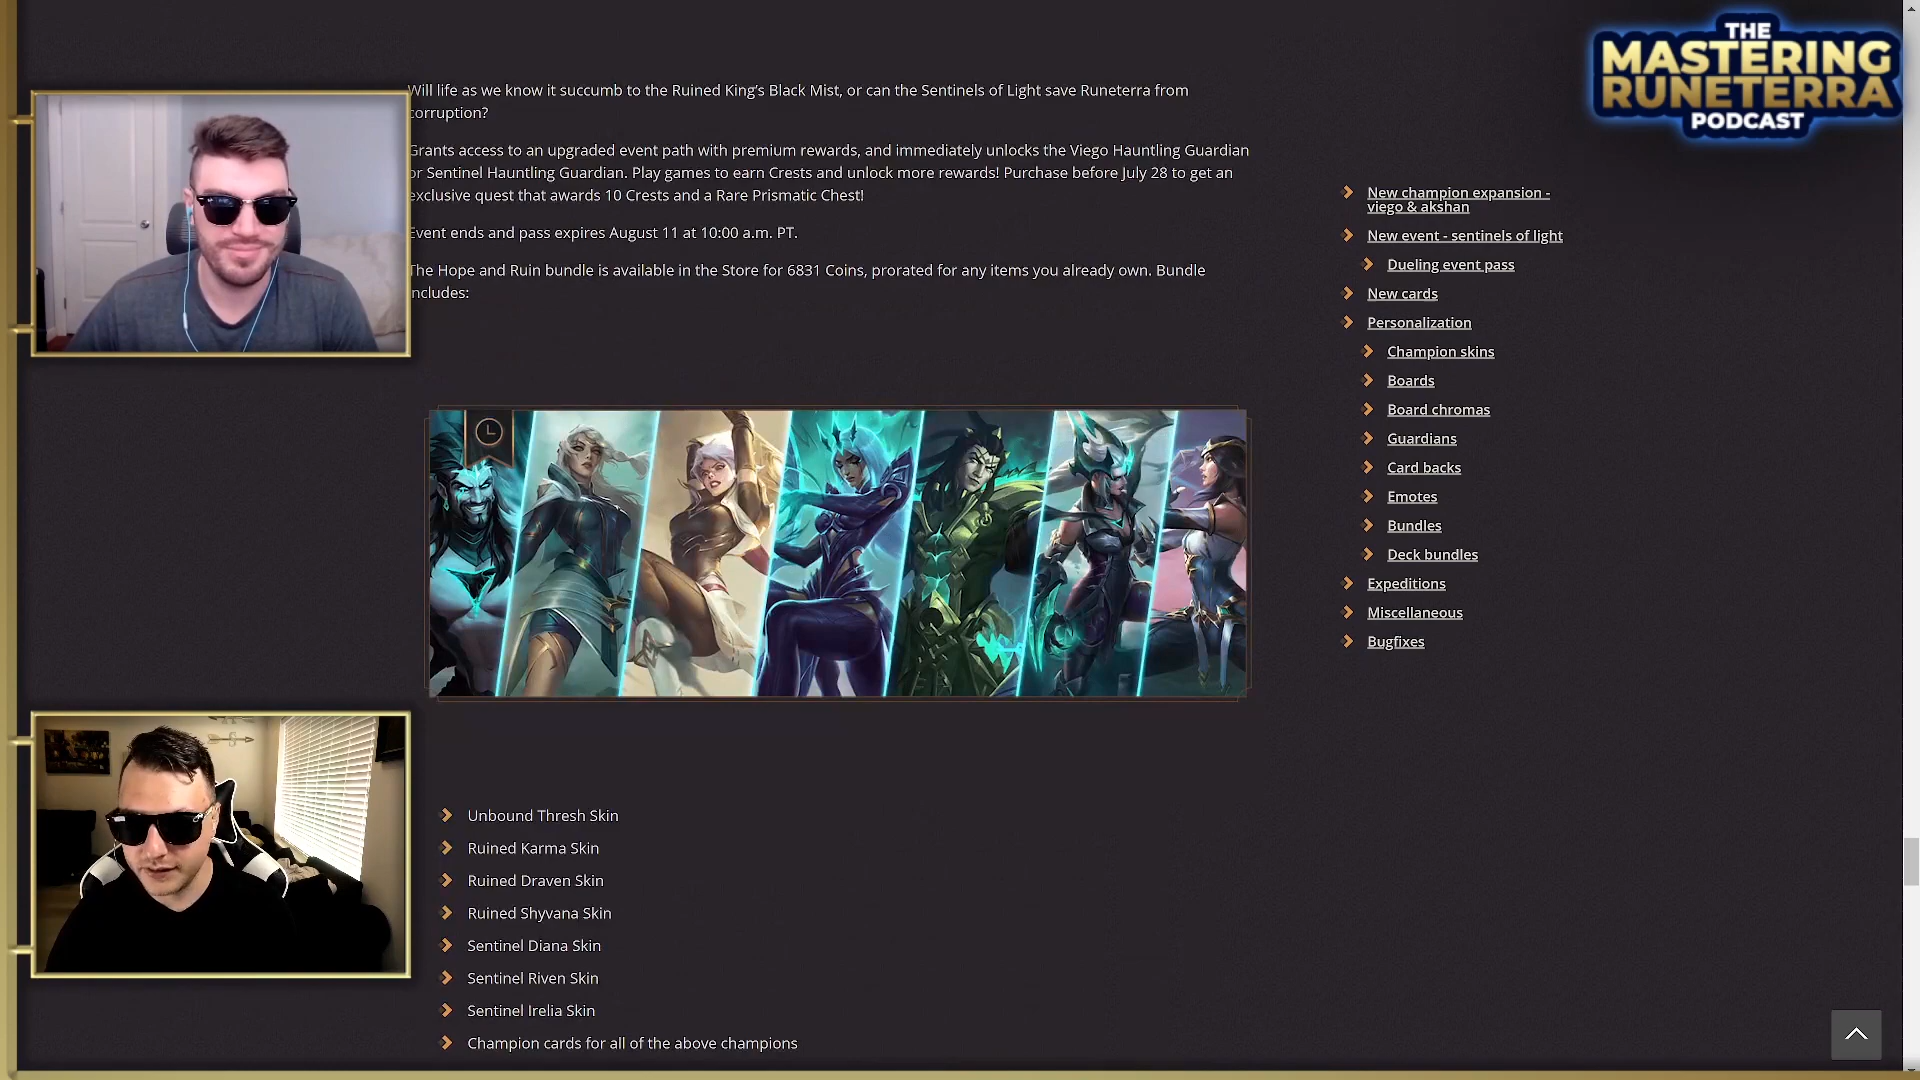 THE
MASTERING
RUNETERRA
PODCAST
Will life as we know it succumb to the Ruined King's Black Mist, or can the Sentinels of Light save Runeterra from
corruption?
Grants access to an upgraded event path with premium rewards, and immediately unlocks the Viego Hauntling Guardian
or Sentinel Hauntling Guardian. Play games to earn Crests and unlock more rewards! Purchase before July 28 to get an
exclusive quest that awards 10 Crests and a Rare Prismatic Chest!
Event ends and pass expires August 11 at 10:00 a.m. PT.
The Hope and Ruin bundle is available in the Store for 6831 Coins, prorated for any items you already own. Bundle
includes:
Unbound Thresh Skin
Ruined Karma Skin
Ruined Draven Skin
Ruined Shyvana Skin
Sentinel Diana Skin
Sentinel Riven Skin
Sentinel Irelia Skin
Champion cards for all of the above champions
New champion expansion -
viego & akshan
New event - sentinels of light
Dueling event pass
New cards
Personalization
Champion skins
Boards
Board chromas
Guardians
Card backs
Emotes
Bundles
Deck bundles
Expeditions
Miscellaneous
Bugfixes